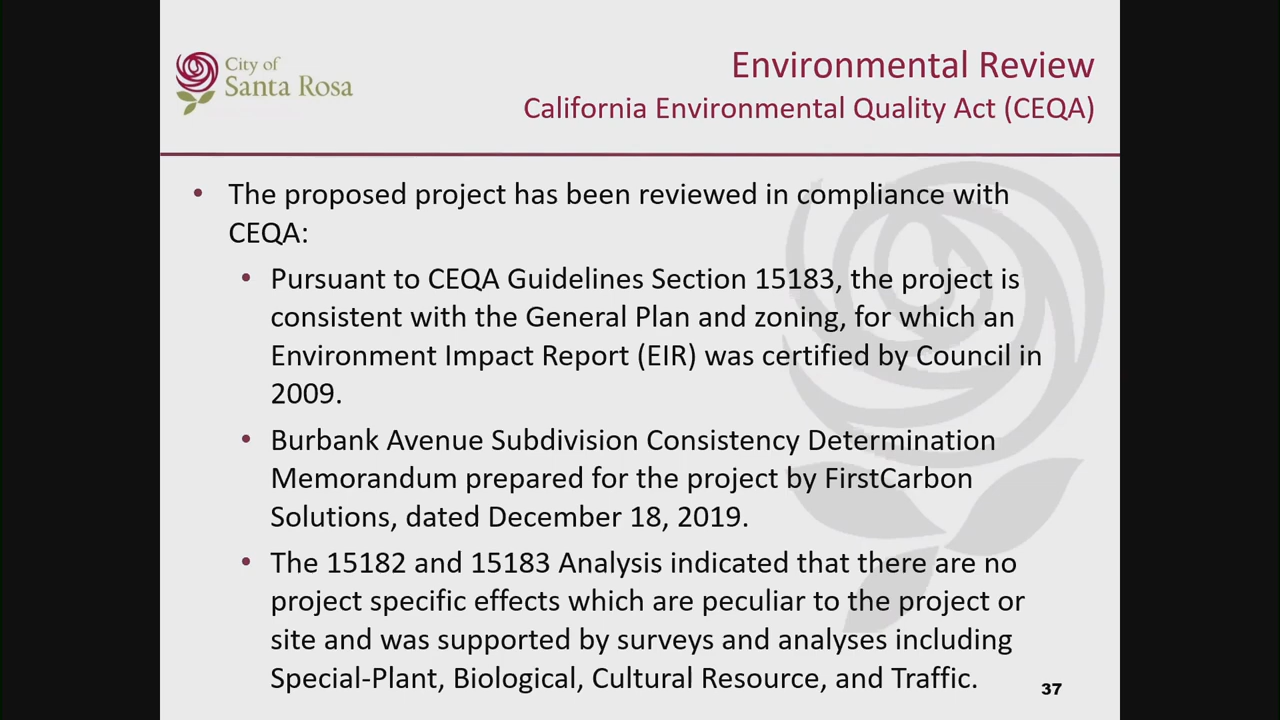 City of
Santa Rosa
Environmental Review
California Environmental Quality Act (CEQA)
• The proposed project has been reviewed in compliance with
CEQA:
• Pursuant to CEQA Guidelines Section 15183, the project is
consistent with the General Plan and zoning, for which an
Environment Impact Report (EIR) was certified by Council in
2009.
• Burbank Avenue Subdivision Consistency Determination
Memorandum prepared for the project by FirstCarbon
Solutions, dated December 18, 2019.
• The 15182 and 15183 Analysis indicated that there are no
project specific effects which are peculiar to the project or
site and was supported by surveys and analyses including
Special-Plant, Biological, Cultural Resource, and Traffic.
37